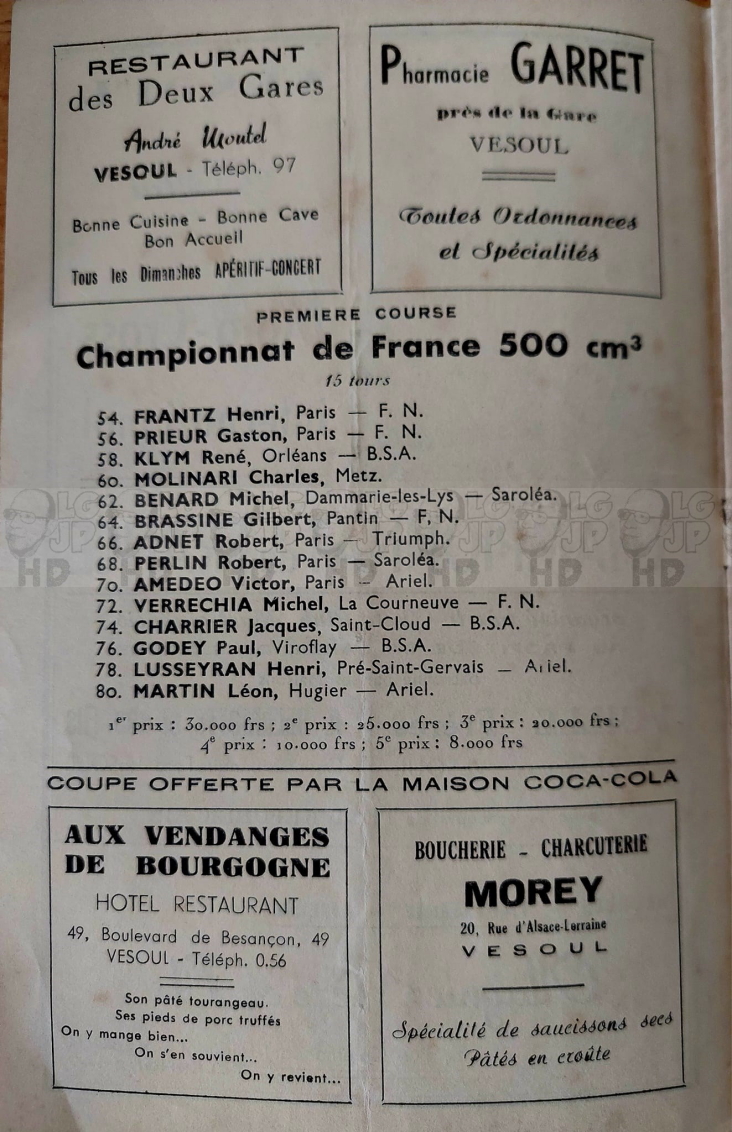 RESTAURANT
des Deux Gares
André Moutel
VESOUL - Téléph. 97
Bonne Cuisine - Bonne Cave
Bon Accueil
Tous les Dimanches APÉRITIF-CONCERT
Pharmacie GARRET
près de la Gare
VESOUL
Toutes Ordonnances
et Spécialités
PREMIERE COURSE
Championnat de France 500 cm³
15 tours
54. FRANTZ Henri, Paris — F. N.
56. PRIEUR Gaston, Paris — F. N.
58. KLYM René, Orléans — B.S.A.
60. MOLINARI Charles, Metz.
62. BENARD Michel, Dammarie-les-Lys — Saroléa.
64. BRASSINE Gilbert, Pantin — F. N.
66. ADNET Robert, Paris — Triumph.
68. PERLIN Robert, Paris — Saroléa.
70. AMEDEO Victor, Paris — Ariel.
72. VERRECHIA Michel, La Courneuve — F. N.
74. CHARRIER Jacques, Saint-Cloud — B.S.A.
76. GODEY Paul, Viroflay — B.S.A.
78. LUSSEYRAN Henri, Pré-Saint-Gervais — Ariel.
80. MARTIN Léon, Hugier — Ariel.
1er prix : 30.000 frs ; 2e prix : 25.000 frs ; 3e prix : 20.000 frs ;
4e prix : 10.000 frs ; 5e prix : 8.000 frs
COUPE OFFERTE PAR LA MAISON COCA-COLA
AUX VENDANGES
DE BOURGOGNE
HOTEL RESTAURANT
49, Boulevard de Besançon, 49
VESOUL - Téléph. 0.56
Son pâté tourangeau.
Ses pieds de porc truffés
On y mange bien...
On s'en souvient...
On y revient...
BOUCHERIE - CHARCUTERIE
MOREY
20, Rue d'Alsace-Lorraine
VESOUL
Spécialité de saucissons secs
Pâtés en croûte
LG JP HD